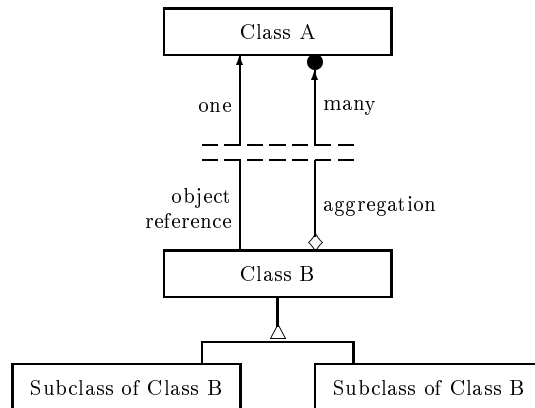 Class A
one
many
object
reference
aggregation
Class B
Subclass of Class B
Subclass of Class B